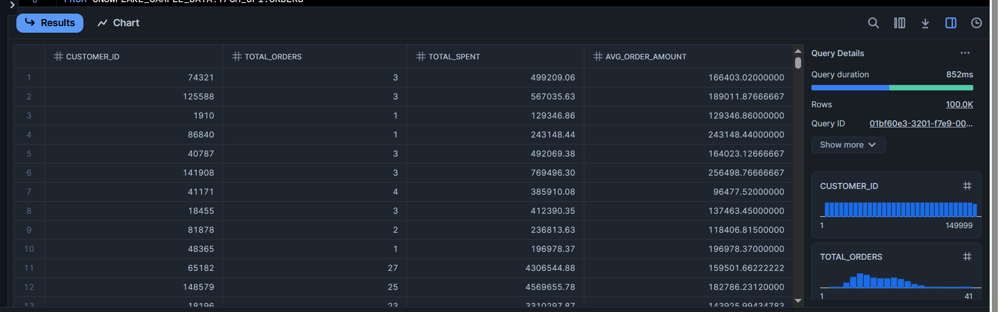 FROM SNOWFLAKE_SAMPLE_DATA.TPCH_SF1.ORDERS
Results Chart
CUSTOMER_ID TOTAL_ORDERS TOTAL_SPENT AVG_ORDER_AMOUNT
1 74321 3 499209.06 166403.02000000
2 125588 3 567035.63 189011.87666667
3 1910 1 129346.86 129346.86000000
4 86840 1 243148.44 243148.44000000
5 40787 3 492069.38 164023.12666667
6 141908 3 769496.30 256498.76666667
7 41171 4 385910.08 96477.52000000
8 18455 3 412390.35 137463.45000000
9 81878 2 236813.63 118406.81500000
10 48365 1 196978.37 196978.37000000
11 65182 27 4306544.88 159501.66222222
12 148579 25 4569655.78 182786.23120000
13 18196 23 3310297.87 143925.99434783
Query Details ...
Query duration 852ms
Rows 100.0K
Query ID 01bf60e3-3201-f7e9-00...
Show more
CUSTOMER_ID
1 149999
TOTAL_ORDERS
1 41